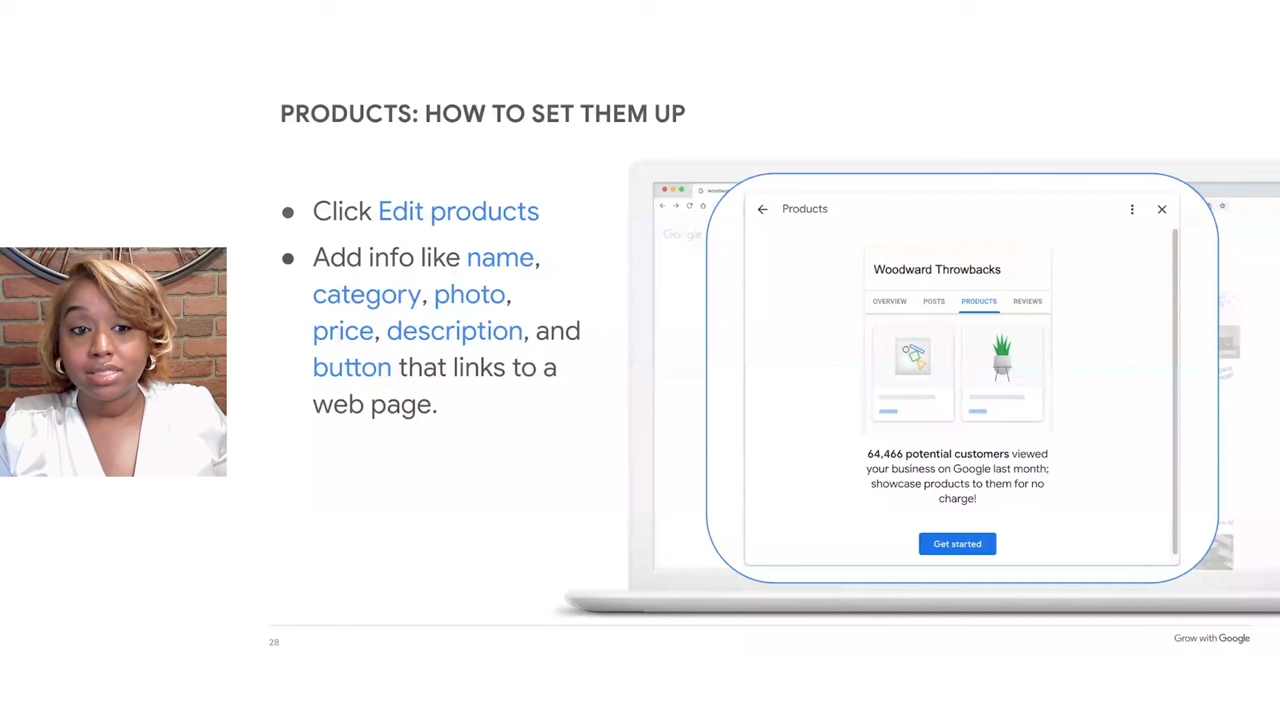 PRODUCTS: HOW TO SET THEM UP
● Click Edit products
● Add info like name,
category, photo,
price, description, and
button that links to a
web page.
Google
Products
Woodward Throwbacks
OVERVIEW POSTS PRODUCTS REVIEWS
64,466 potential customers viewed
your business on Google last month;
showcase products to them for no
charge!
Get started
28
Grow with Google